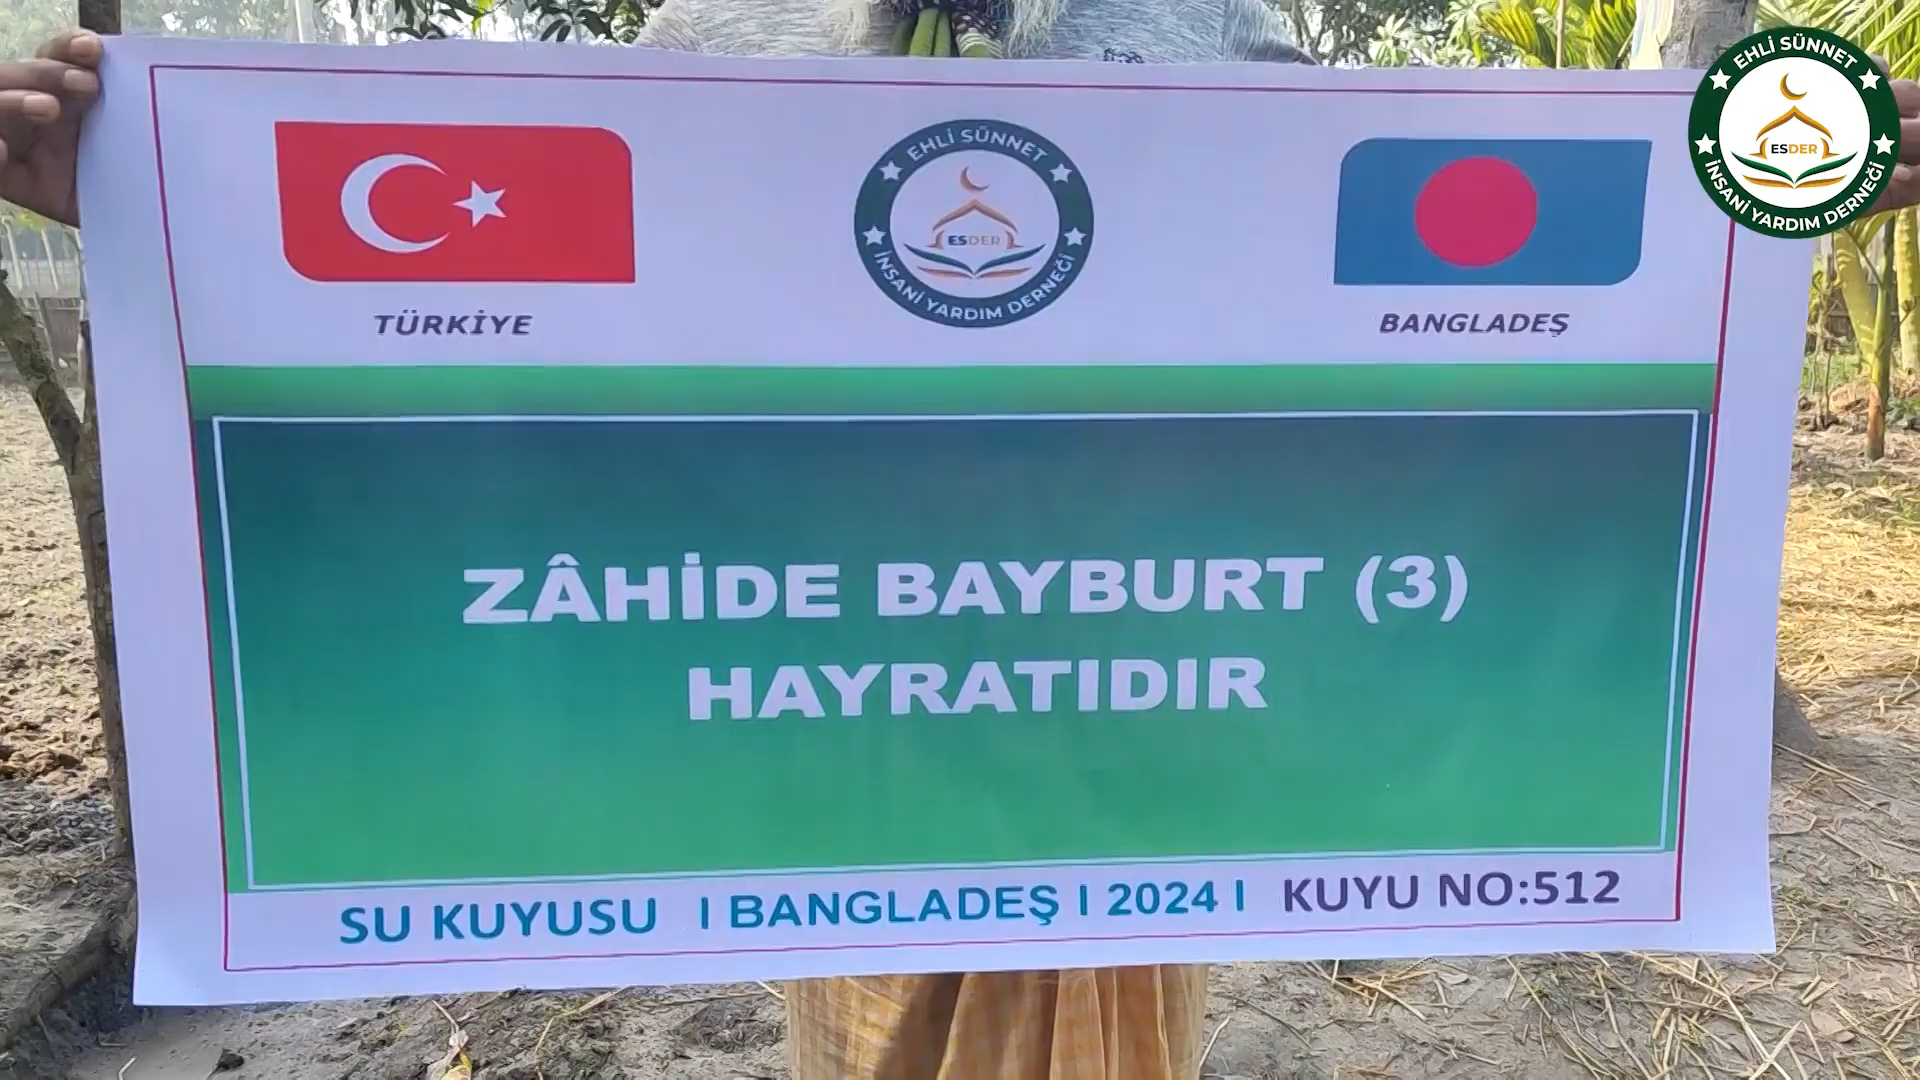 EHLİ SÜNNET
ESDER
İNSANİ YARDIM DERNEĞİ
EHLİ SÜNNET
ESDER
İNSANİ YARDIM DERNEĞİ
TÜRKİYE
BANGLADEŞ
ZÂHİDE BAYBURT (3)
HAYRATIDIR
SU KUYUSU I BANGLADEŞ I 2024 I KUYU NO:512